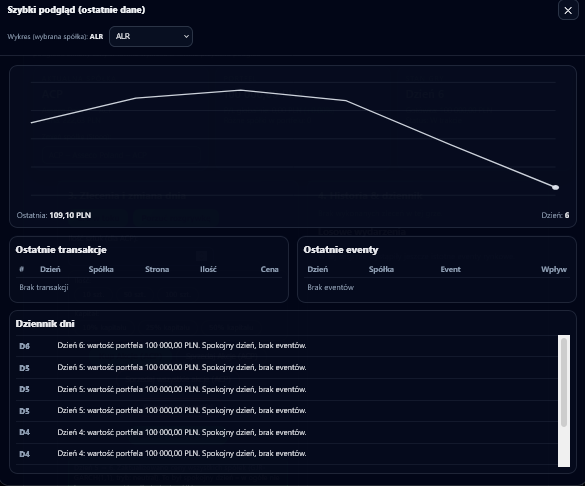 Szybki podgląd (ostatnie dane)
Wykres (wybrana spółka): ALR ALR
Ostatnia: 109,10 PLN Dzień: 6
Ostatnie transakcje
# Dzień Spółka Strona Ilość Cena
Brak transakcji
Ostatnie eventy
Dzień Spółka Event Wpływ
Brak eventów
Dziennik dni
D6 Dzień 6: wartość portfela 100 000,00 PLN. Spokojny dzień, brak eventów.
D5 Dzień 5: wartość portfela 100 000,00 PLN. Spokojny dzień, brak eventów.
D5 Dzień 5: wartość portfela 100 000,00 PLN. Spokojny dzień, brak eventów.
D5 Dzień 5: wartość portfela 100 000,00 PLN. Spokojny dzień, brak eventów.
D4 Dzień 4: wartość portfela 100 000,00 PLN. Spokojny dzień, brak eventów.
D4 Dzień 4: wartość portfela 100 000,00 PLN. Spokojny dzień, brak eventów.